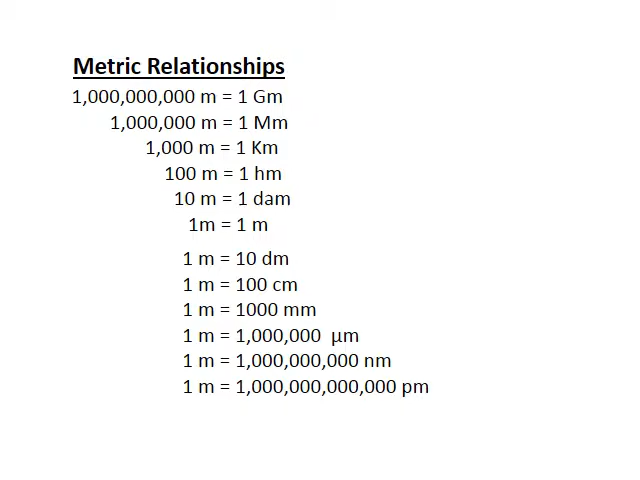 Metric Relationships
1,000,000,000 m = 1 Gm
1,000,000 m = 1 Mm
1,000 m = 1 Km
100 m = 1 hm
10 m = 1 dam
1m = 1 m
1 m = 10 dm
1 m = 100 cm
1 m = 1000 mm
1 m = 1,000,000  µm
1 m = 1,000,000,000 nm
1 m = 1,000,000,000,000 pm